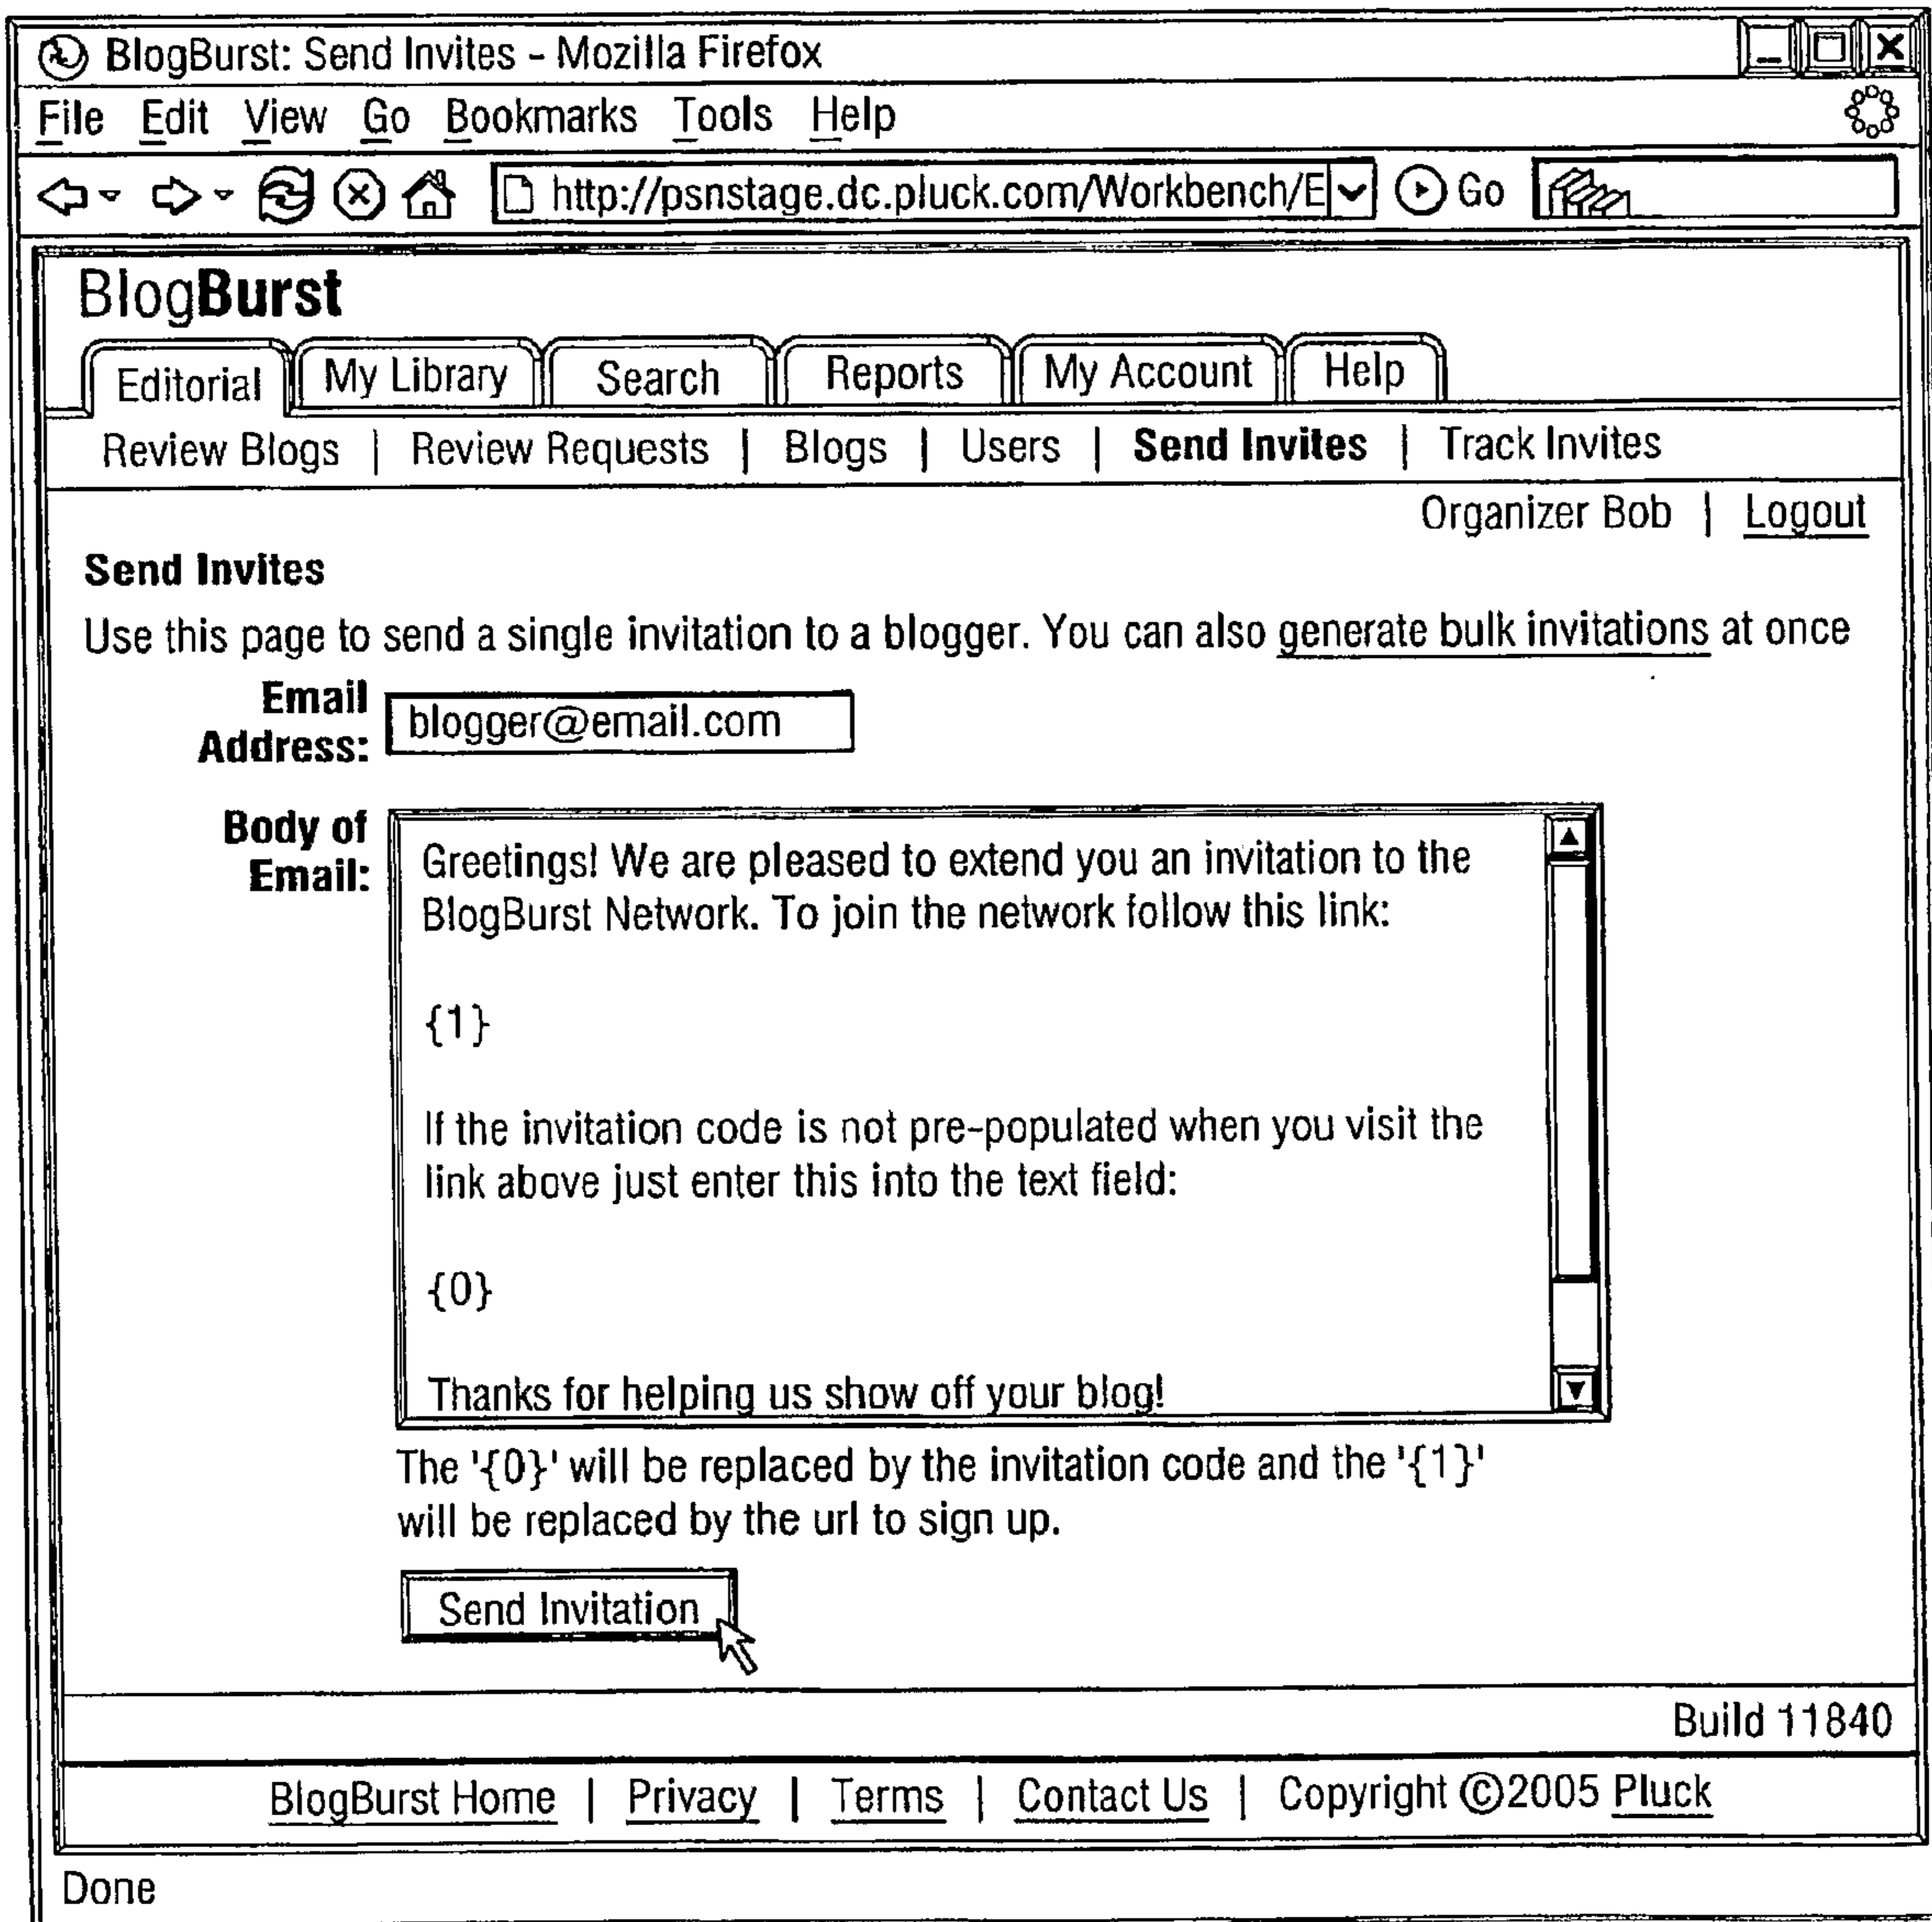 BlogBurst: Send Invites - Mozilla Firefox
File Edit View Go Bookmarks Tools Help
http://psnstage.dc.pluck.com/Workbench/E Go
BlogBurst
Editorial My Library Search Reports My Account Help
Review Blogs | Review Requests | Blogs | Users | Send Invites | Track Invites
Organizer Bob | Logout
Send Invites
Use this page to send a single invitation to a blogger. You can also generate bulk invitations at once
Email
Address: blogger@email.com
Body of
Email:
Greetings! We are pleased to extend you an invitation to the
BlogBurst Network. To join the network follow this link:
{1}
If the invitation code is not pre-populated when you visit the
link above just enter this into the text field:
{0}
Thanks for helping us show off your blog!
The '{0}' will be replaced by the invitation code and the '{1}'
will be replaced by the url to sign up.
Send Invitation
Build 11840
BlogBurst Home | Privacy | Terms | Contact Us | Copyright ©2005 Pluck
Done